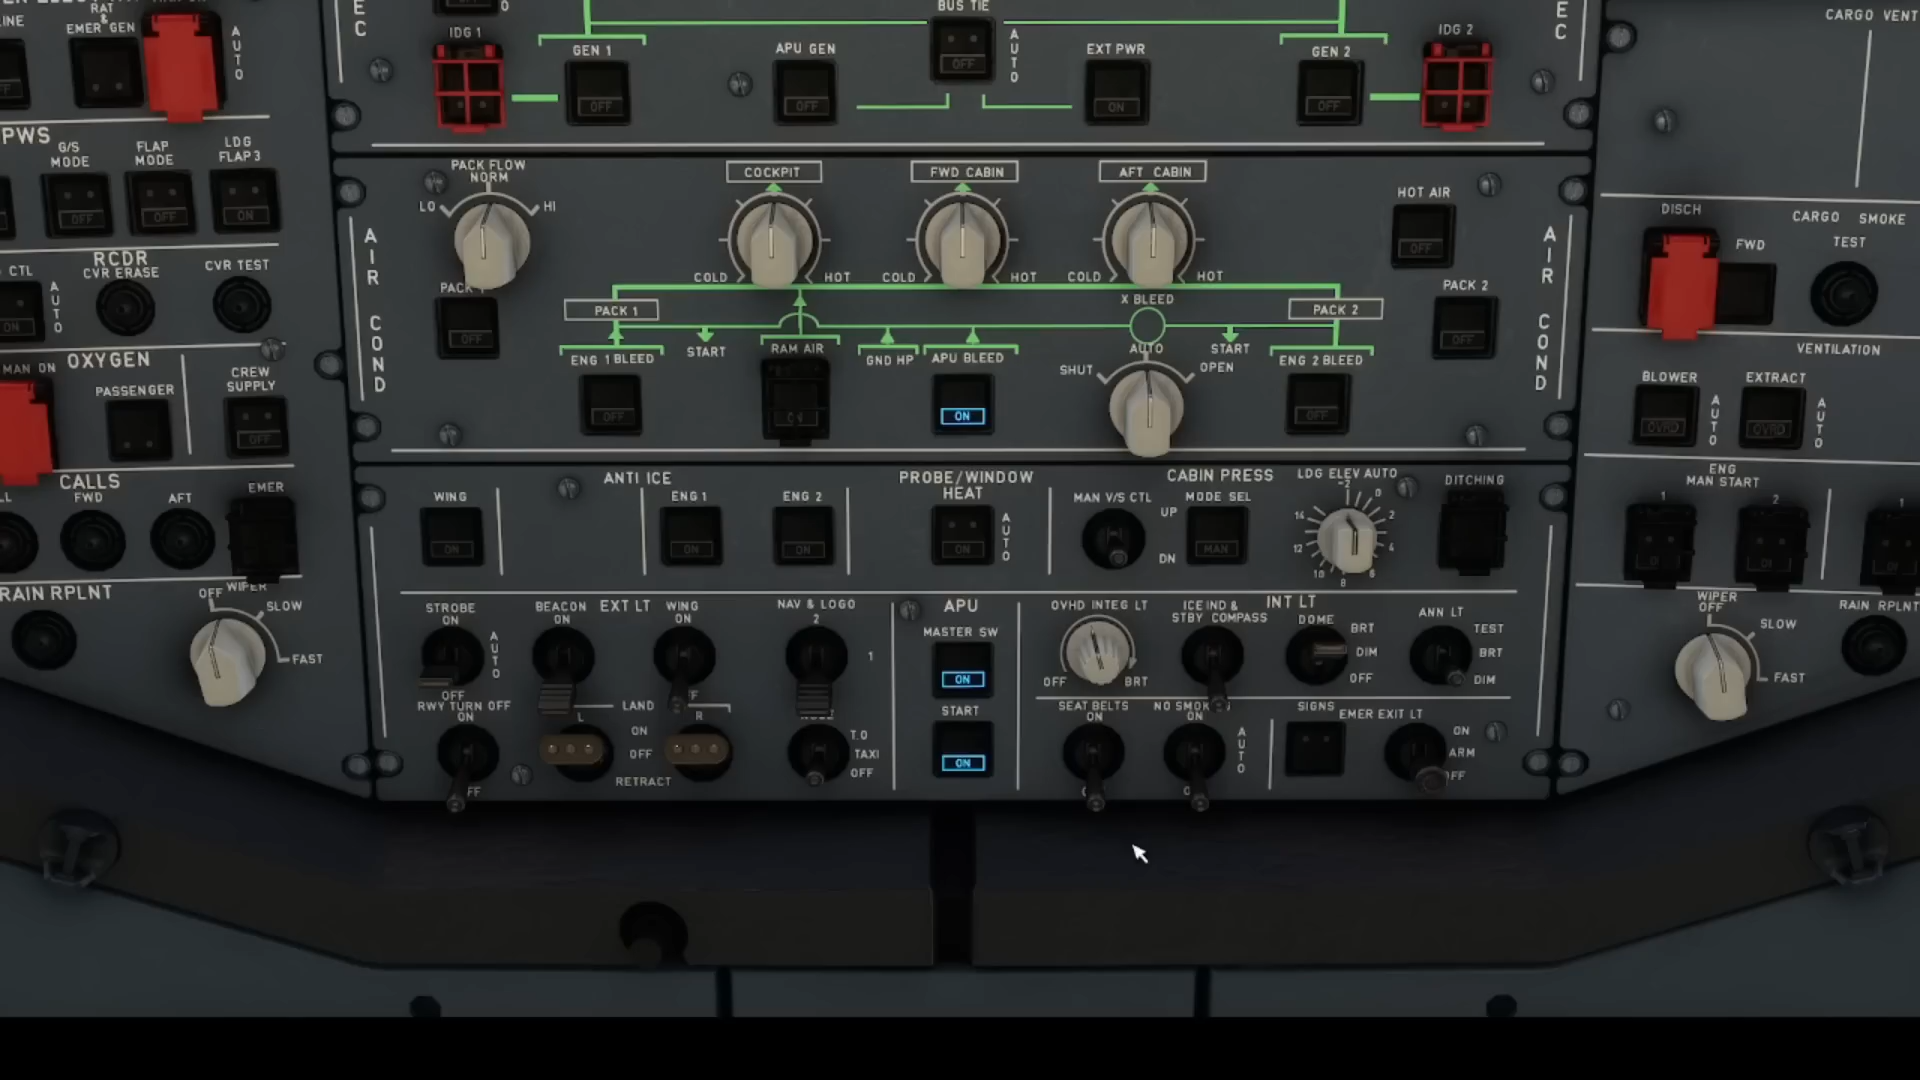 BUS TIE
RAT
&
EMER GEN
AUTO
IDG 1
GEN 1
OFF
APU GEN
OFF
OFF
AUTO
EXT PWR
ON
GEN 2
OFF
IDG 2
CARGO VENT
PWS
G/S
MODE
OFF
FLAP
MODE
OFF
LDG
FLAP 3
ON
PACK FLOW
NORM
LO
HI
COCKPIT
FWD CABIN
AFT CABIN
HOT AIR
OFF
COLD
HOT
COLD
HOT
COLD
HOT
AIR COND
AIR COND
DISCH
CARGO SMOKE
FWD
TEST
RCDR
CVR ERASE
CVR TEST
CTL
ON
AUTO
PACK
OFF
PACK 1
X BLEED
PACK 2
PACK 2
OFF
ENG 1 BLEED
OFF
START
RAM AIR
ON
GND HP
APU BLEED
ON
AUTO
SHUT
OPEN
START
ENG 2 BLEED
OFF
VENTILATION
BLOWER
OVRD
AUTO
EXTRACT
OVRD
AUTO
MAN ON
OXYGEN
PASSENGER
CREW
SUPPLY
OFF
CALLS
FWD
AFT
EMER
ANTI ICE
WING
ON
ENG 1
ON
ENG 2
ON
PROBE/WINDOW
HEAT
ON
AUTO
CABIN PRESS
MAN V/S CTL
UP
DN
MODE SEL
MAN
LDG ELEV AUTO
-2
0
2
4
6
8
10
12
14
DITCHING
ENG
MAN START
1
2
1
RAIN RPLNT
WIPER
OFF
SLOW
FAST
EXT LT
STROBE
ON
AUTO
OFF
BEACON
ON
WING
ON
NAV & LOGO
2
1
APU
MASTER SW
ON
START
ON
OVHD INTEG LT
OFF
BRT
INT LT
ICE IND &
STBY COMPASS
DOME
BRT
DIM
OFF
ANN LT
TEST
BRT
DIM
WIPER
OFF
SLOW
FAST
RAIN RPLNT
RWY TURN OFF
ON
LAND
L
R
ON
OFF
RETRACT
T.O
TAXI
OFF
SEAT BELTS
ON
ON
AUTO
SIGNS
EMER EXIT LT
ON
ARM